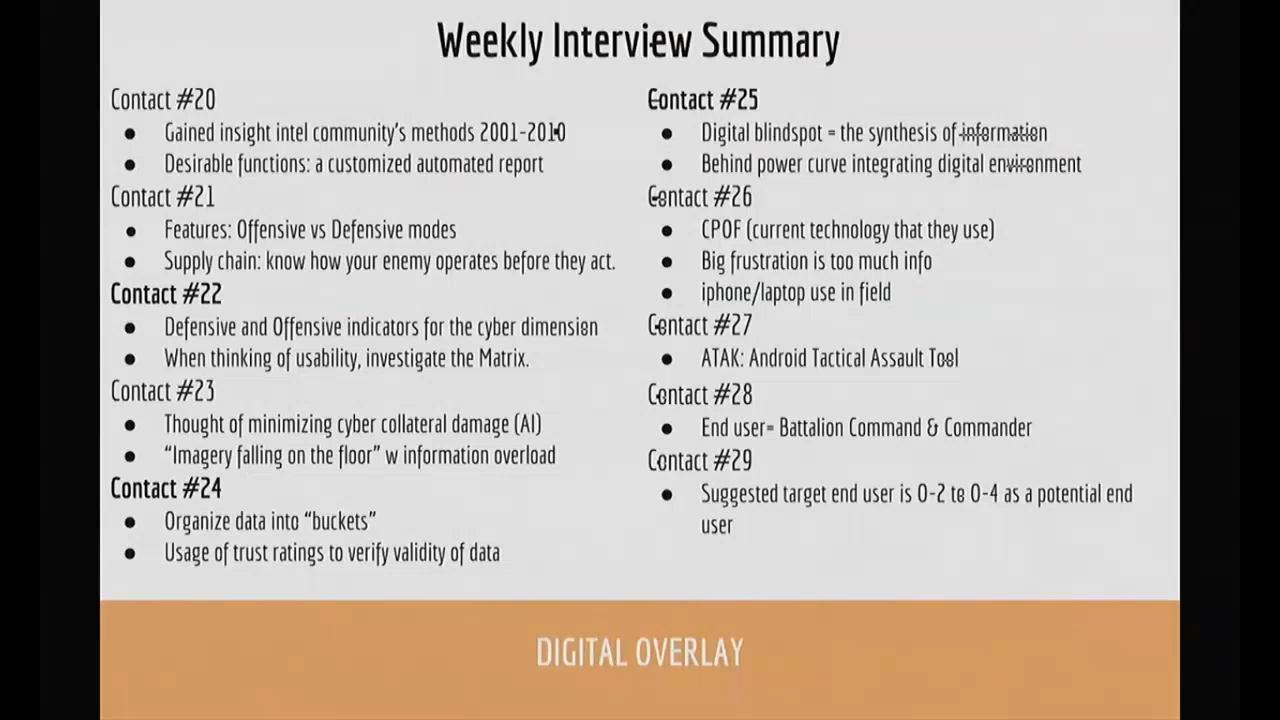 Weekly Interview Summary
Contact #20
● Gained insight intel community's methods 2001-2010
● Desirable functions: a customized automated report
Contact #21
● Features: Offensive vs Defensive modes
● Supply chain: know how your enemy operates before they act.
Contact #22
● Defensive and Offensive indicators for the cyber dimension
● When thinking of usability, investigate the Matrix.
Contact #23
● Thought of minimizing cyber collateral damage (AI)
● "Imagery falling on the floor" w information overload
Contact #24
● Organize data into "buckets"
● Usage of trust ratings to verify validity of data
Contact #25
● Digital blindspot = the synthesis of information
● Behind power curve integrating digital environment
Contact #26
● CPOF (current technology that they use)
● Big frustration is too much info
● iphone/laptop use in field
Contact #27
● ATAK: Android Tactical Assault Tool
Contact #28
● End user= Battalion Command & Commander
Contact #29
● Suggested target end user is O-2 to O-4 as a potential end
user
DIGITAL OVERLAY